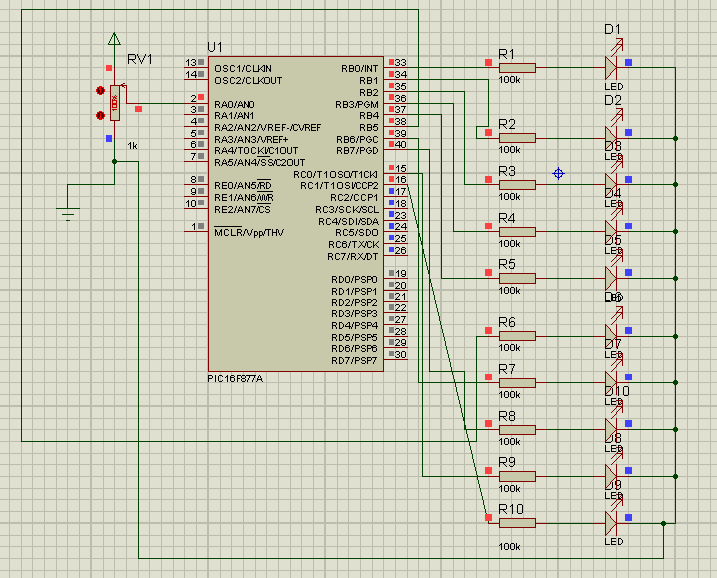 U1
RV1
1k
13 OSC1/CLKIN
14 OSC2/CLKOUT
2 RA0/AN0
3 RA1/AN1
4 RA2/AN2/VREF-/CVREF
5 RA3/AN3/VREF+
6 RA4/T0CKI/C1OUT
7 RA5/AN4/SS/C2OUT
8 RE0/AN5/RD
9 RE1/AN6/WR
10 RE2/AN7/CS
1 MCLR/Vpp/THV
RB0/INT 33
RB1 34
RB2 35
RB3/PGM 36
RB4 37
RB5 38
RB6/PGC 39
RB7/PGD 40
RC0/T1OSO/T1CKI 15
RC1/T1OSI/CCP2 16
RC2/CCP1 17
RC3/SCK/SCL 18
RC4/SDI/SDA 23
RC5/SDO 24
RC6/TX/CK 25
RC7/RX/DT 26
RD0/PSP0 19
RD1/PSP1 20
RD2/PSP2 21
RD3/PSP3 22
RD4/PSP4 27
RD5/PSP5 28
RD6/PSP6 29
RD7/PSP7 30
PIC16F877A
R1
100k
R2
100k
R3
100k
R4
100k
R5
100k
R6
100k
R7
100k
R8
100k
R9
100k
R10
100k
D1
LED
D2
D4
D5
D7
D10
D9
LED